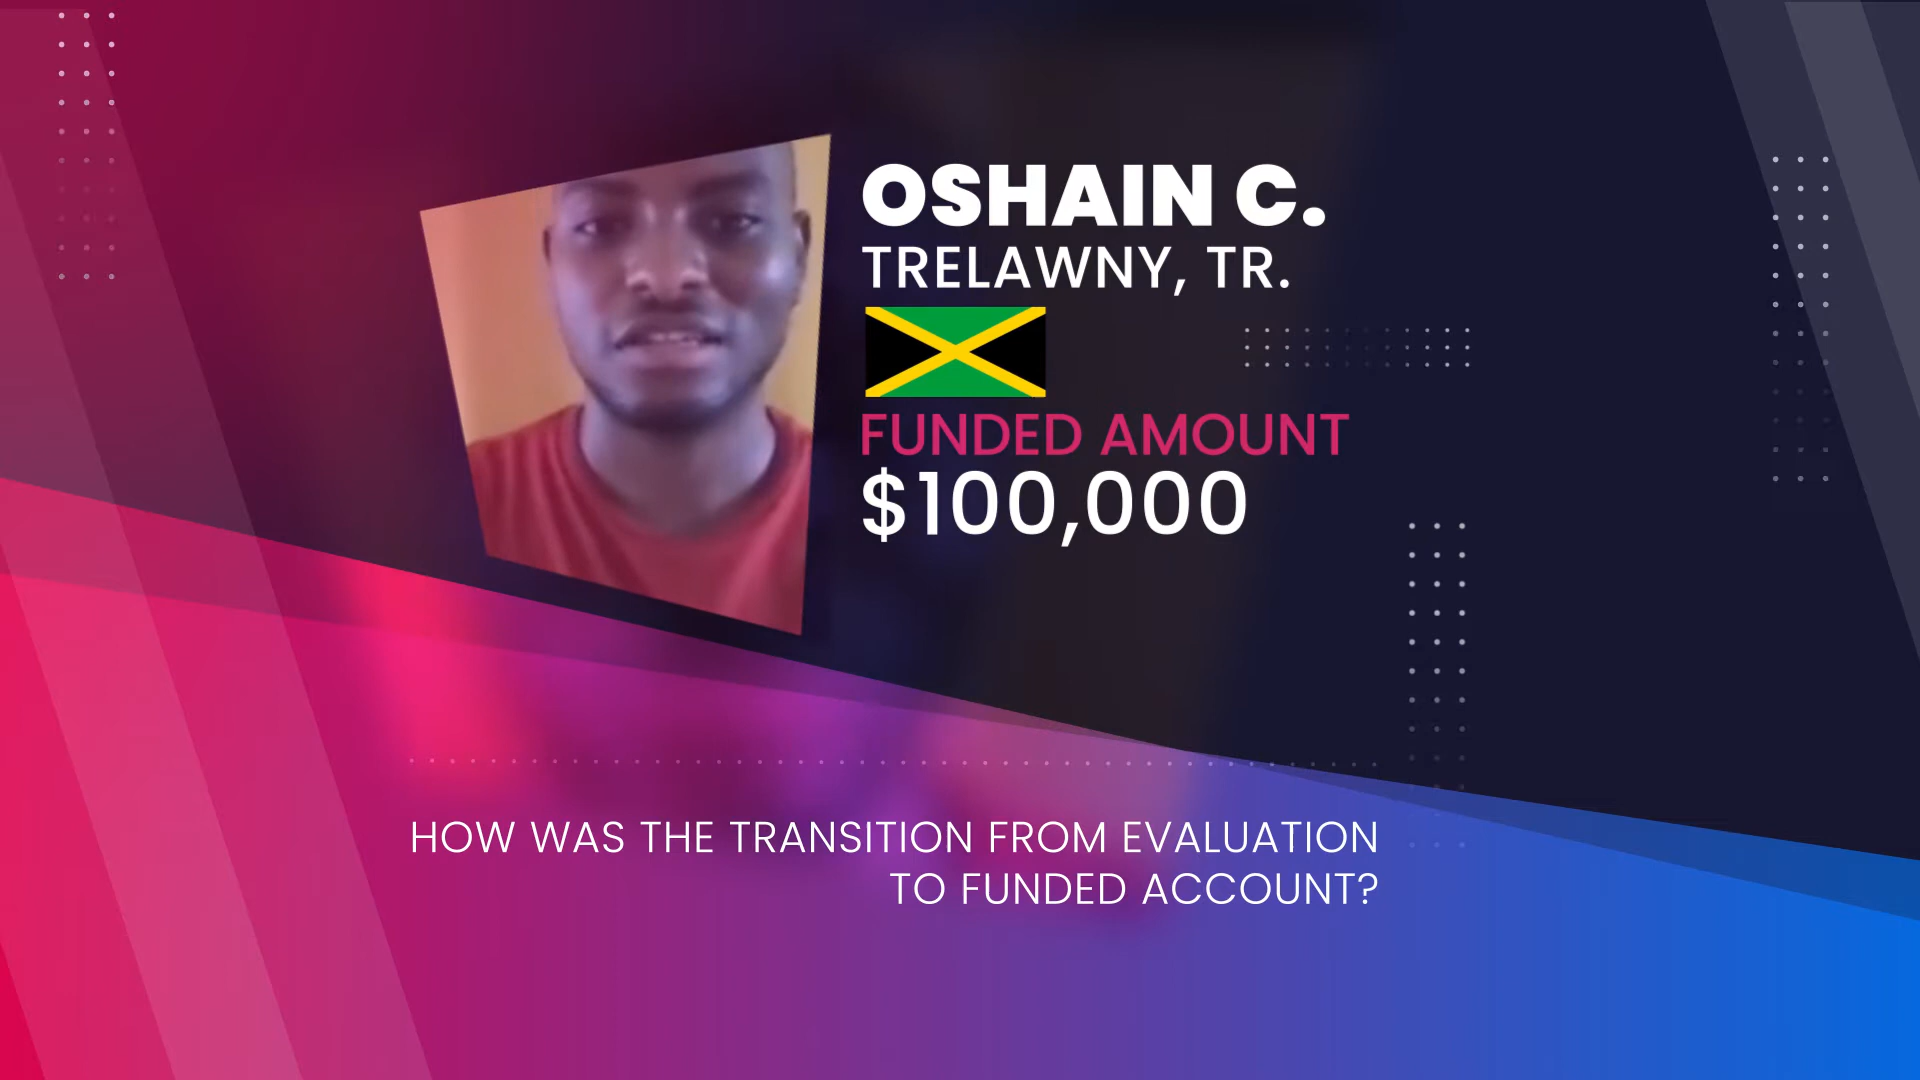 OSHAIN C.
TRELAWNY, TR.
FUNDED AMOUNT
$100,000
HOW WAS THE TRANSITION FROM EVALUATION
TO FUNDED ACCOUNT?